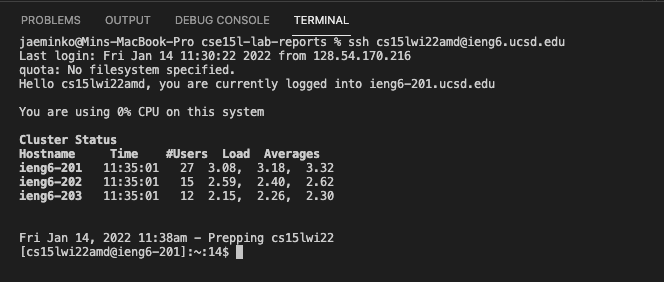 PROBLEMS OUTPUT DEBUG CONSOLE TERMINAL
jaeminko@Mins-MacBook-Pro cse15l-lab-reports % ssh cs15lwi22amd@ieng6.ucsd.edu
Last login: Fri Jan 14 11:30:22 2022 from 128.54.170.216
quota: No filesystem specified.
Hello cs15lwi22amd, you are currently logged into ieng6-201.ucsd.edu
You are using 0% CPU on this system
Cluster Status
Hostname Time #Users Load Averages
ieng6-201 11:35:01 27 3.08, 3.18, 3.32
ieng6-202 11:35:01 15 2.59, 2.40, 2.62
ieng6-203 11:35:01 12 2.15, 2.26, 2.30
Fri Jan 14, 2022 11:38am - Prepping cs15lwi22
[cs15lwi22amd@ieng6-201]:~:14$